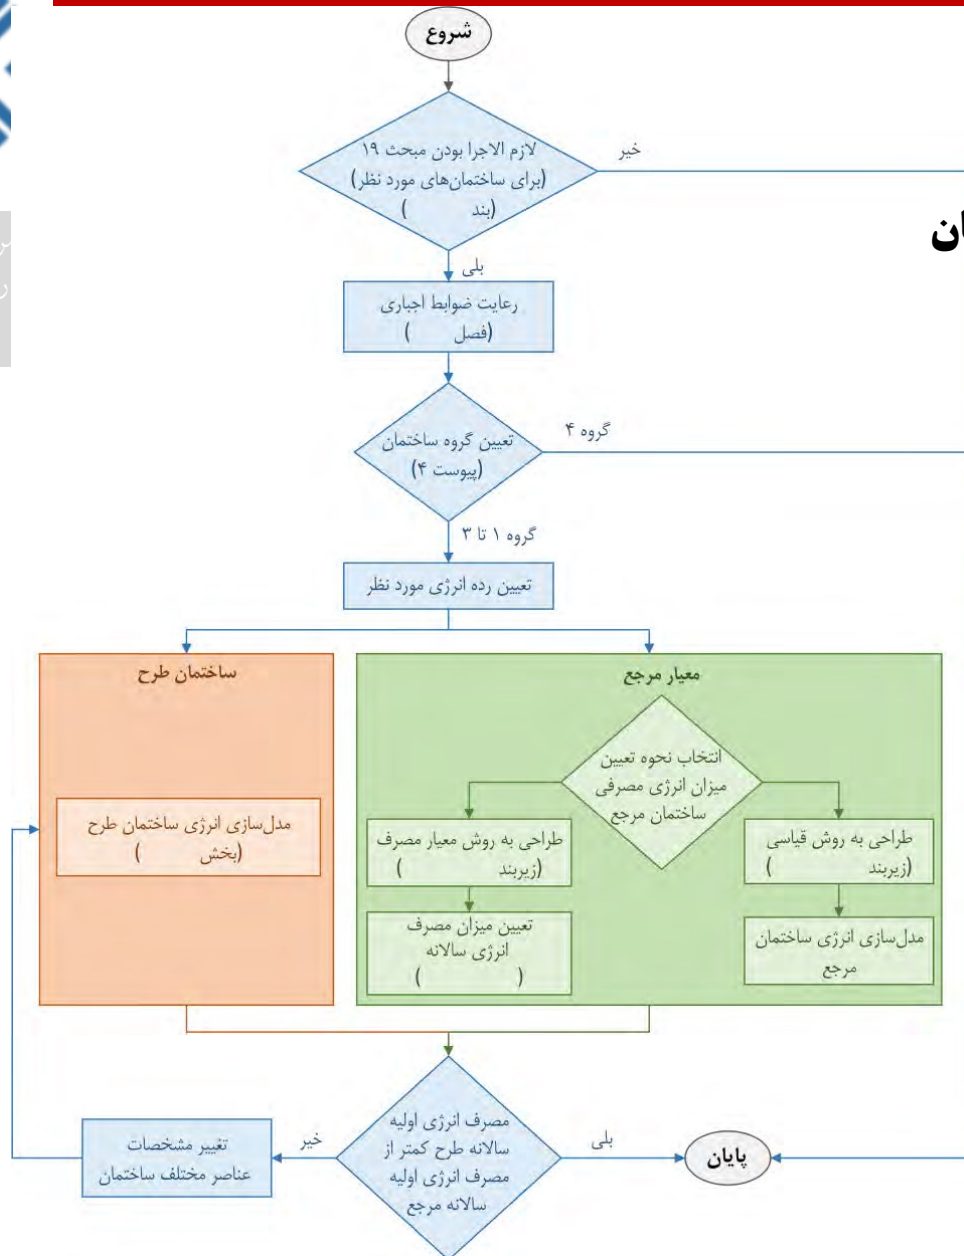 شروع
لازم الاجرا بودن مبحث ۱۹
(برای ساختمان‌های مورد نظر)
(بند )
خیر
بلی
رعایت ضوابط اجباری
(فصل )
تعیین گروه ساختمان
(پیوست ۴)
گروه ۴
گروه ۱ تا ۳
تعیین رده انرژی مورد نظر
معیار مرجع
انتخاب نحوه تعیین
میزان انرژی مصرفی
ساختمان مرجع
طراحی به روش قیاسی
(زیربند )
مدل‌سازی انرژی ساختمان
مرجع
طراحی به روش معیار مصرف
(زیربند )
تعیین میزان مصرف
انرژی سالانه
( )
ساختمان طرح
مدل‌سازی انرژی ساختمان طرح
(بخش )
مصرف انرژی اولیه
سالانه طرح کمتر از
مصرف انرژی اولیه
سالانه مرجع
بلی
پایان
خیر
تغییر مشخصات
عناصر مختلف ساختمان